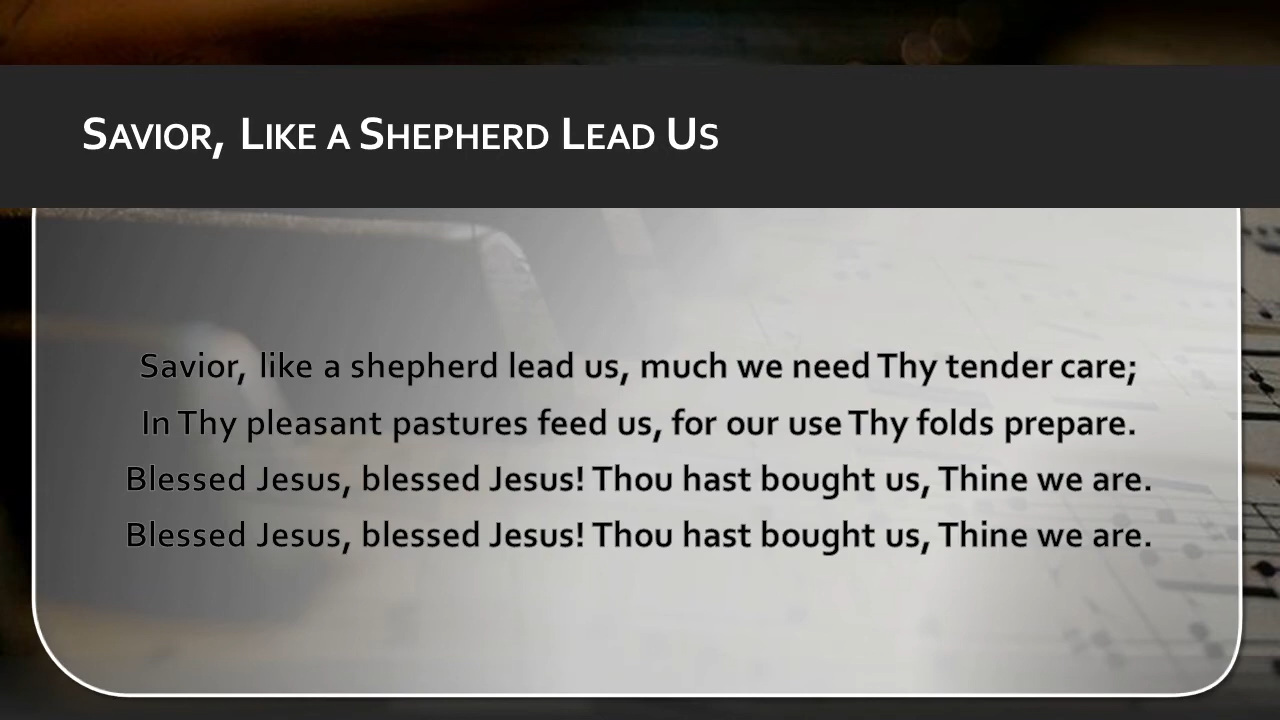 Savior, Like a Shepherd Lead Us
Savior, like a shepherd lead us, much we need Thy tender care;
In Thy pleasant pastures feed us, for our use Thy folds prepare.
Blessed Jesus, blessed Jesus! Thou hast bought us, Thine we are.
Blessed Jesus, blessed Jesus! Thou hast bought us, Thine we are.